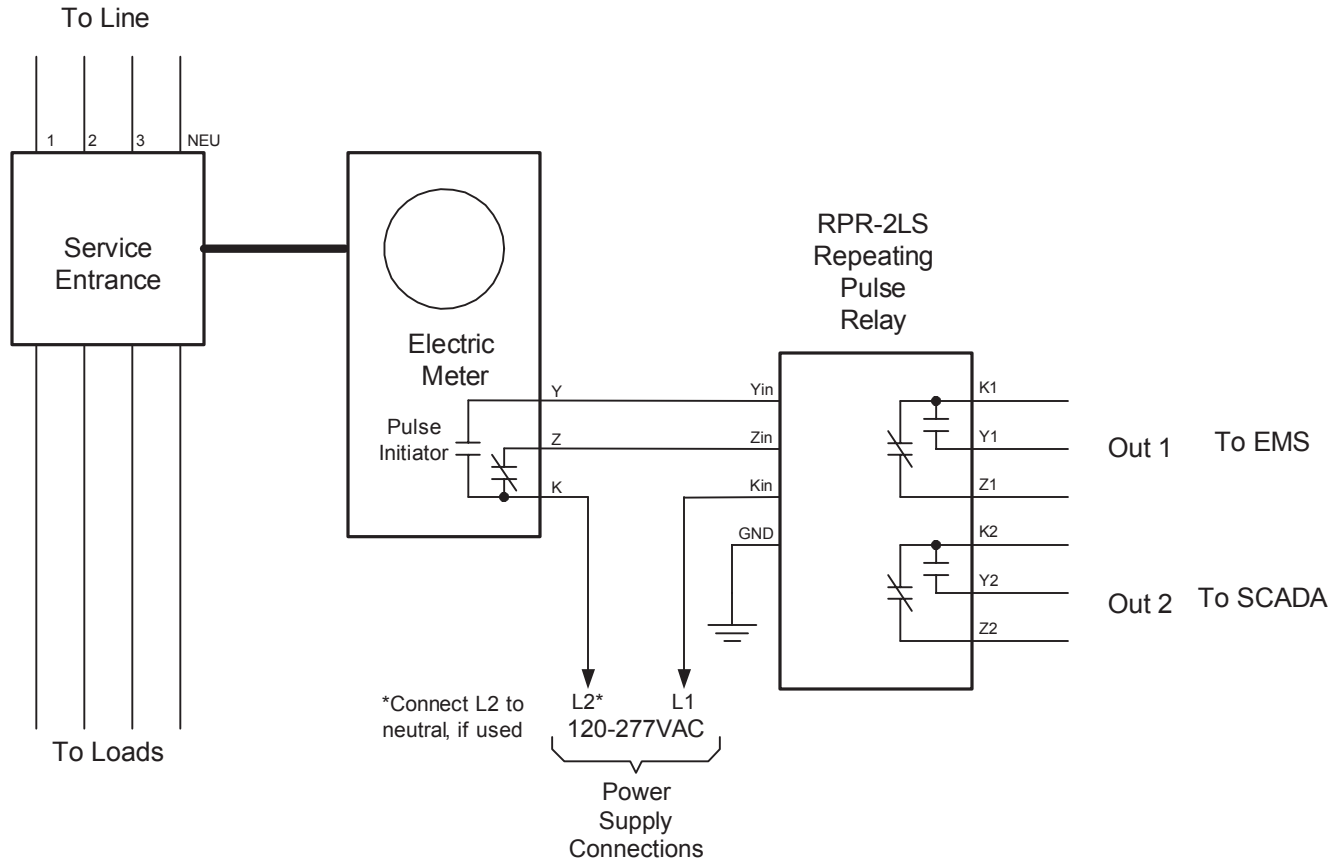 To Line
1
2
3
NEU
Service
Entrance
To Loads
Electric
Meter
Pulse
Initiator
Y
Z
K
RPR-2LS
Repeating
Pulse
Relay
Yin
Zin
Kin
GND
K1
Y1
Z1
K2
Y2
Z2
Out 1
To EMS
Out 2
To SCADA
*Connect L2 to
neutral, if used
L2*
L1
120-277VAC
Power
Supply
Connections